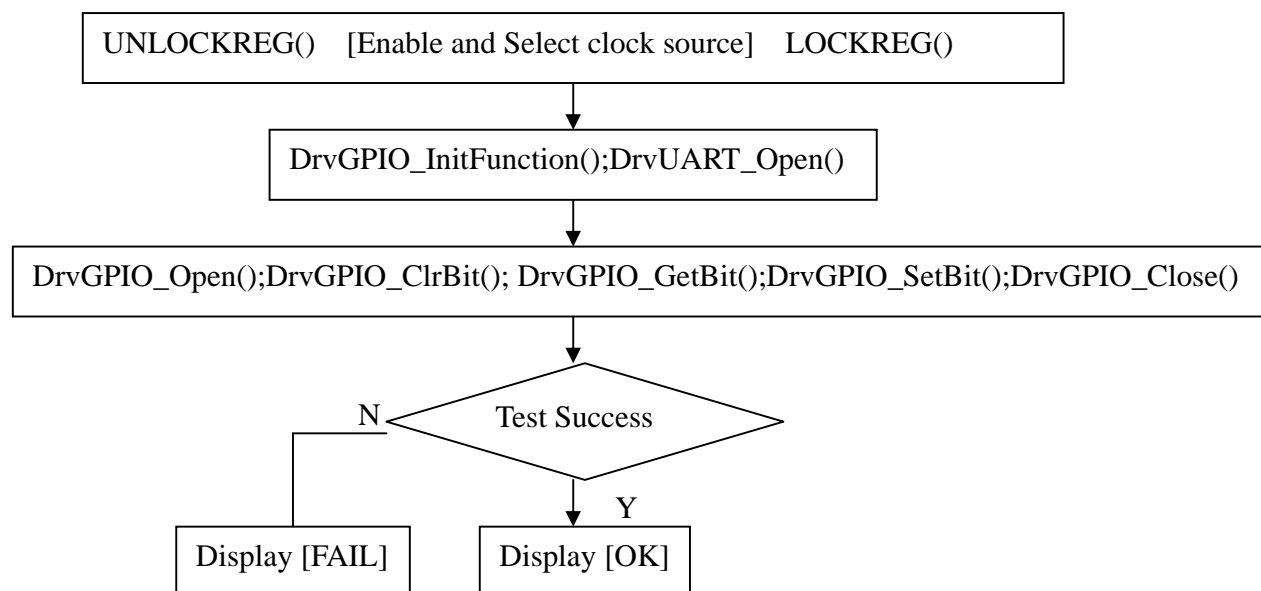 UNLOCKREG() [Enable and Select clock source] LOCKREG()
DrvGPIO_InitFunction();DrvUART_Open()
DrvGPIO_Open();DrvGPIO_ClrBit(); DrvGPIO_GetBit();DrvGPIO_SetBit();DrvGPIO_Close()
Test Success
N
Y
Display [FAIL]
Display [OK]